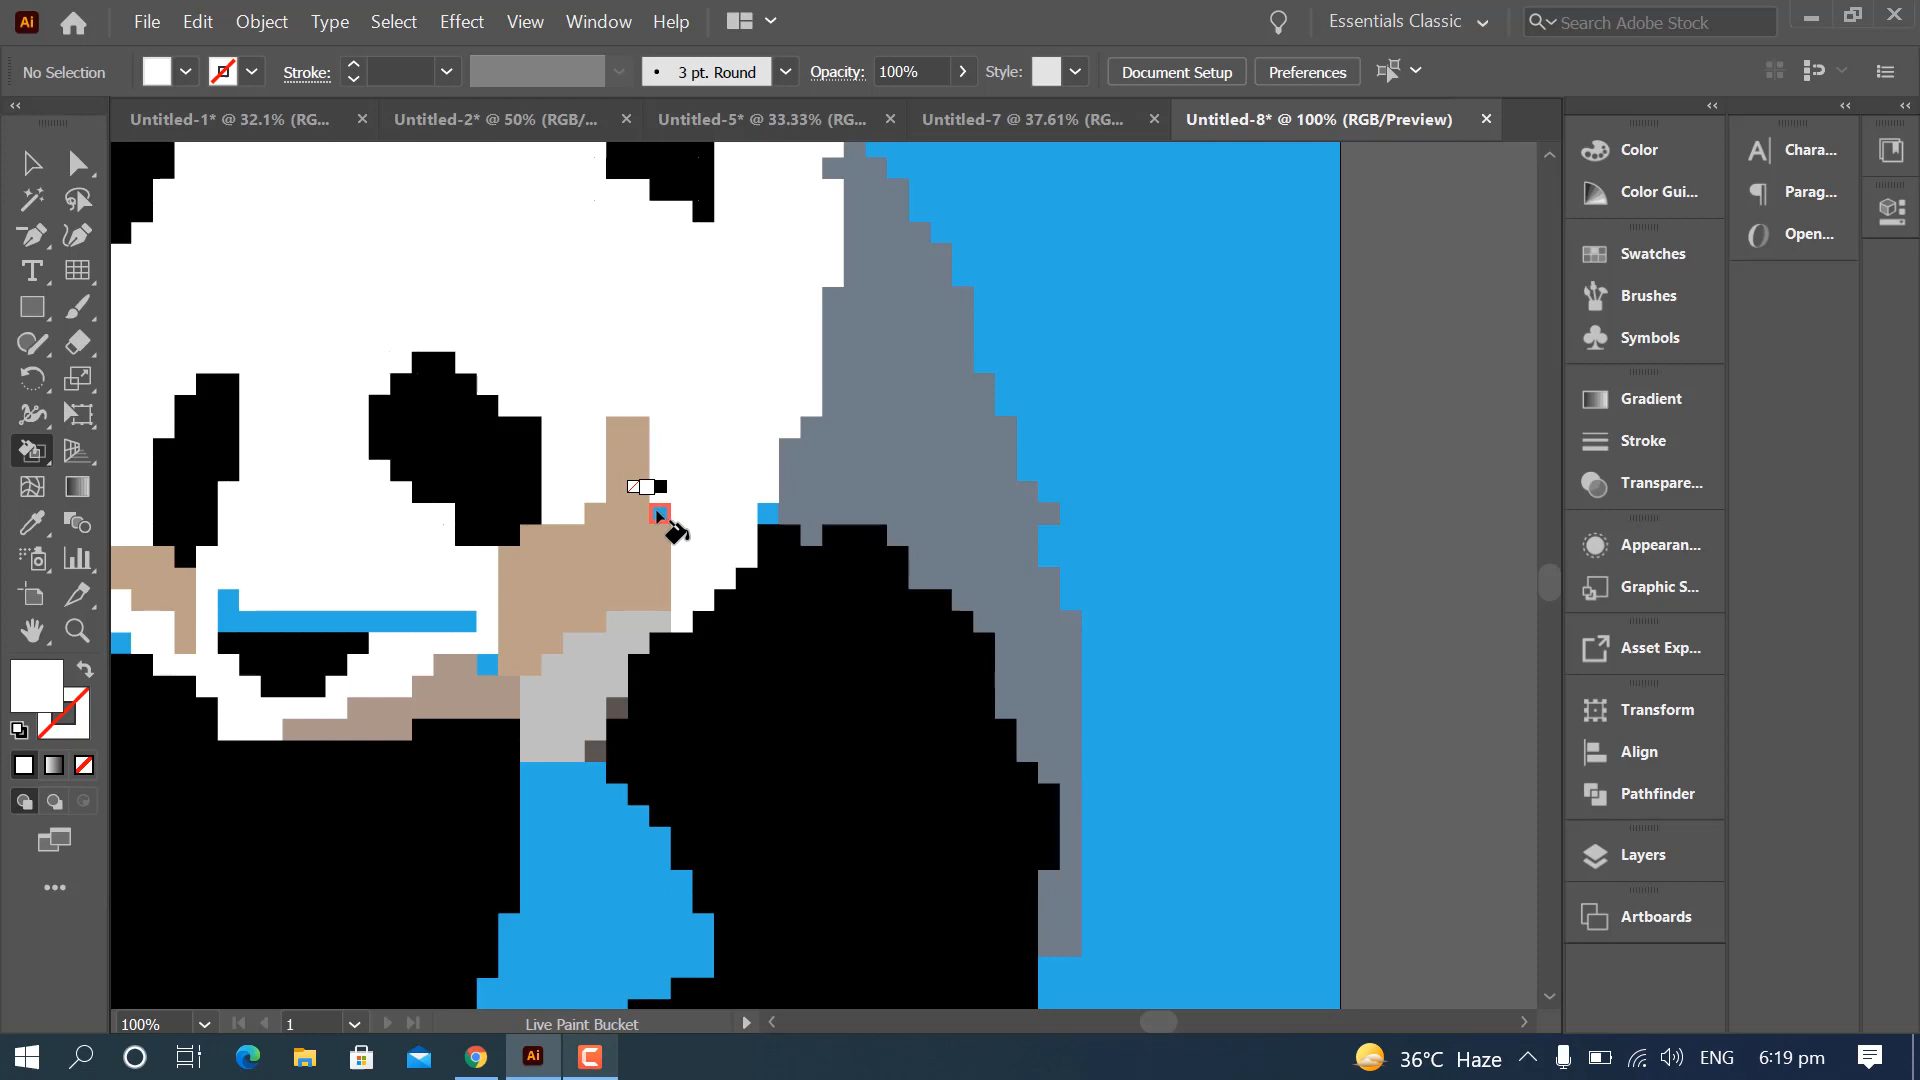 Ai File Edit Object Type Select Effect View Window Help Essentials Classic Search Adobe Stock
No Selection Stroke: 3 pt. Round Opacity: 100% Style: Document Setup Preferences
Untitled-1* @ 32.1% (RG... Untitled-2* @ 50% (RGB/... Untitled-5* @ 33.33% (RG... Untitled-7 @ 37.61% (RG... Untitled-8* @ 100% (RGB/Preview)
Color Chara...
Color Gui... Parag...
Open...
Swatches
Brushes
Symbols
Gradient
Stroke
Transpare...
Appearan...
Graphic S...
Asset Exp...
Transform
Align
Pathfinder
Layers
Artboards
100% 1 Live Paint Bucket
Ai 36°C Haze ENG 6:19 pm